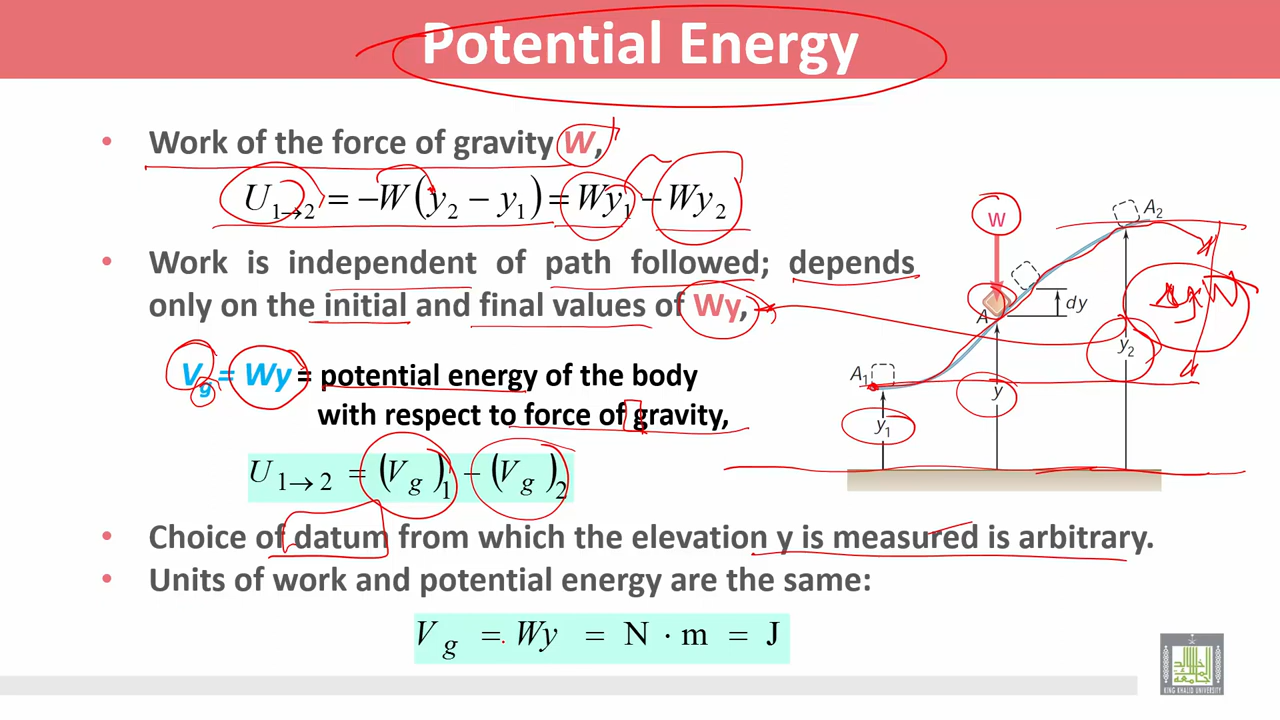 Potential Energy
• Work of the force of gravity W,
U1→2 = −W(y2 − y1) = Wy1 − Wy2
• Work is independent of path followed; depends
only on the initial and final values of Wy,
Vg = Wy = potential energy of the body
with respect to force of gravity,
U1→2 = (Vg)1 − (Vg)2
• Choice of datum from which the elevation y is measured is arbitrary.
• Units of work and potential energy are the same:
Vg = Wy = N · m = J
W
A2
A
dy
A1
y2
y
y1
KING KHALID UNIVERSITY